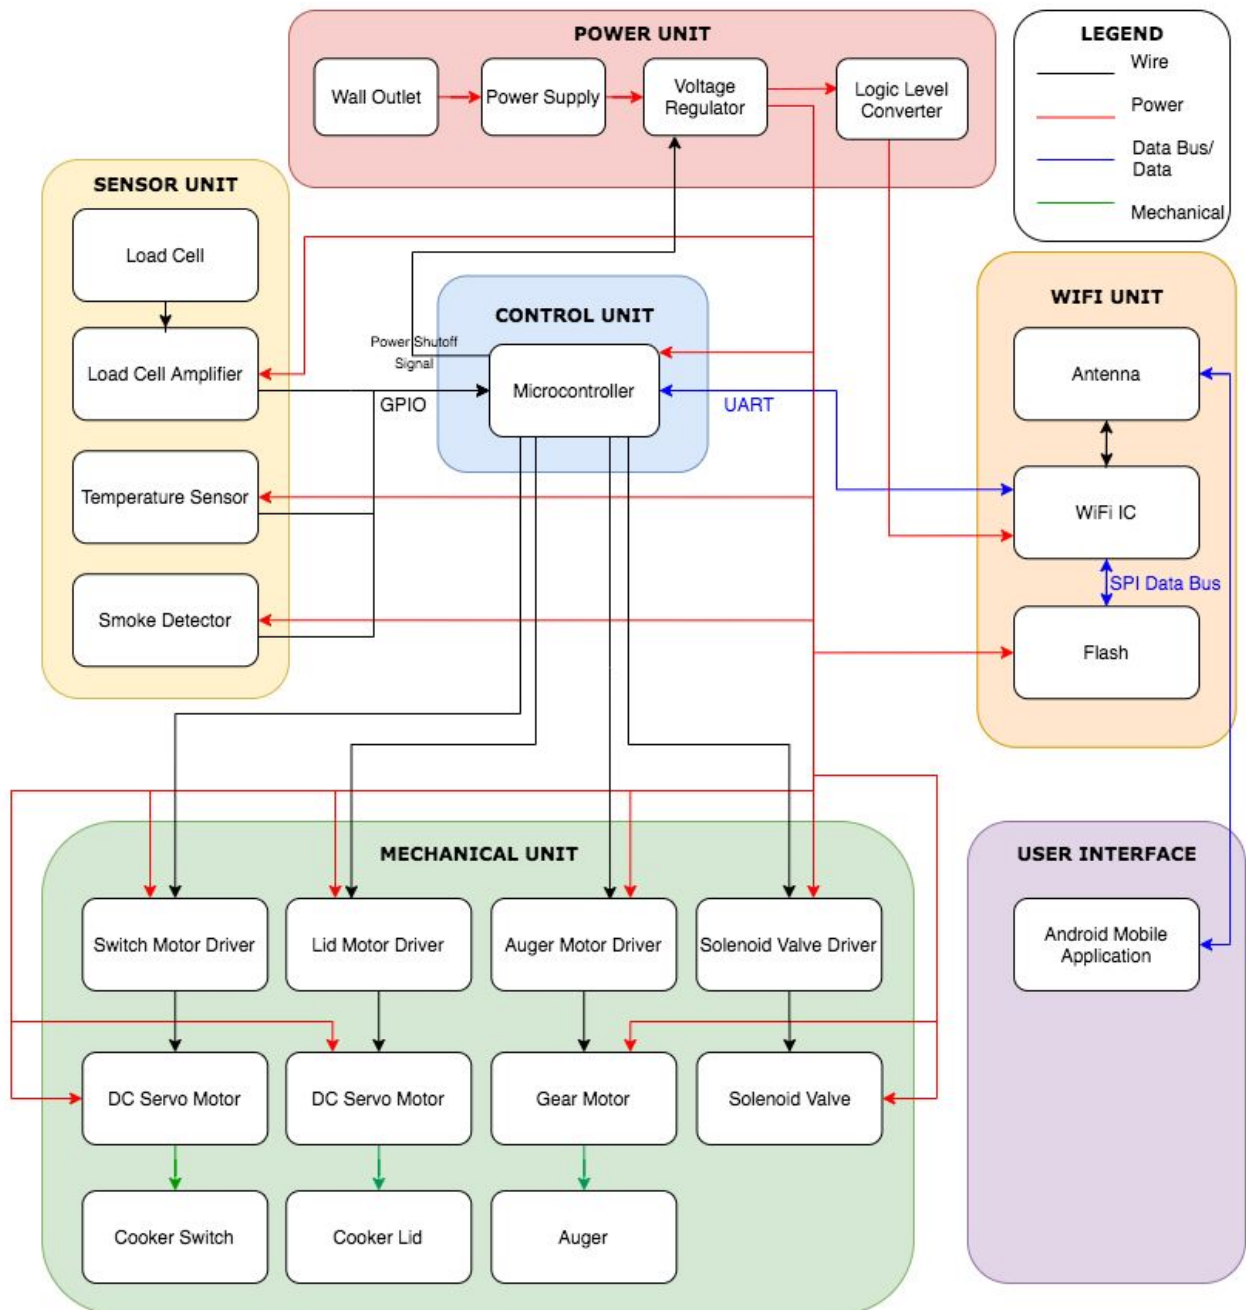 POWER UNIT
Wall Outlet
Power Supply
Voltage
Regulator
Logic Level
Converter
LEGEND
Wire
Power
Data Bus/
Data
Mechanical
SENSOR UNIT
Load Cell
Load Cell Amplifier
Temperature Sensor
Smoke Detector
Power Shutoff
Signal
GPIO
CONTROL UNIT
Microcontroller
UART
WIFI UNIT
Antenna
WiFi IC
SPI Data Bus
Flash
MECHANICAL UNIT
Switch Motor Driver
Lid Motor Driver
Auger Motor Driver
Solenoid Valve Driver
DC Servo Motor
DC Servo Motor
Gear Motor
Solenoid Valve
Cooker Switch
Cooker Lid
Auger
USER INTERFACE
Android Mobile
Application